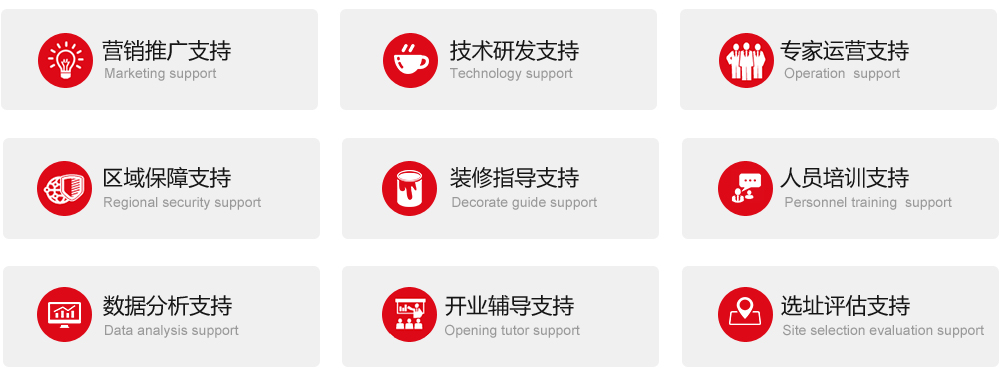 营销推广支持
Marketing support
技术研发支持
Technology support
专家运营支持
Operation  support
区域保障支持
Regional security support
装修指导支持
Decorate guide support
人员培训支持
Personnel training  support
数据分析支持
Data analysis support
开业辅导支持
Opening tutor support
选址评估支持
Site selection evaluation support